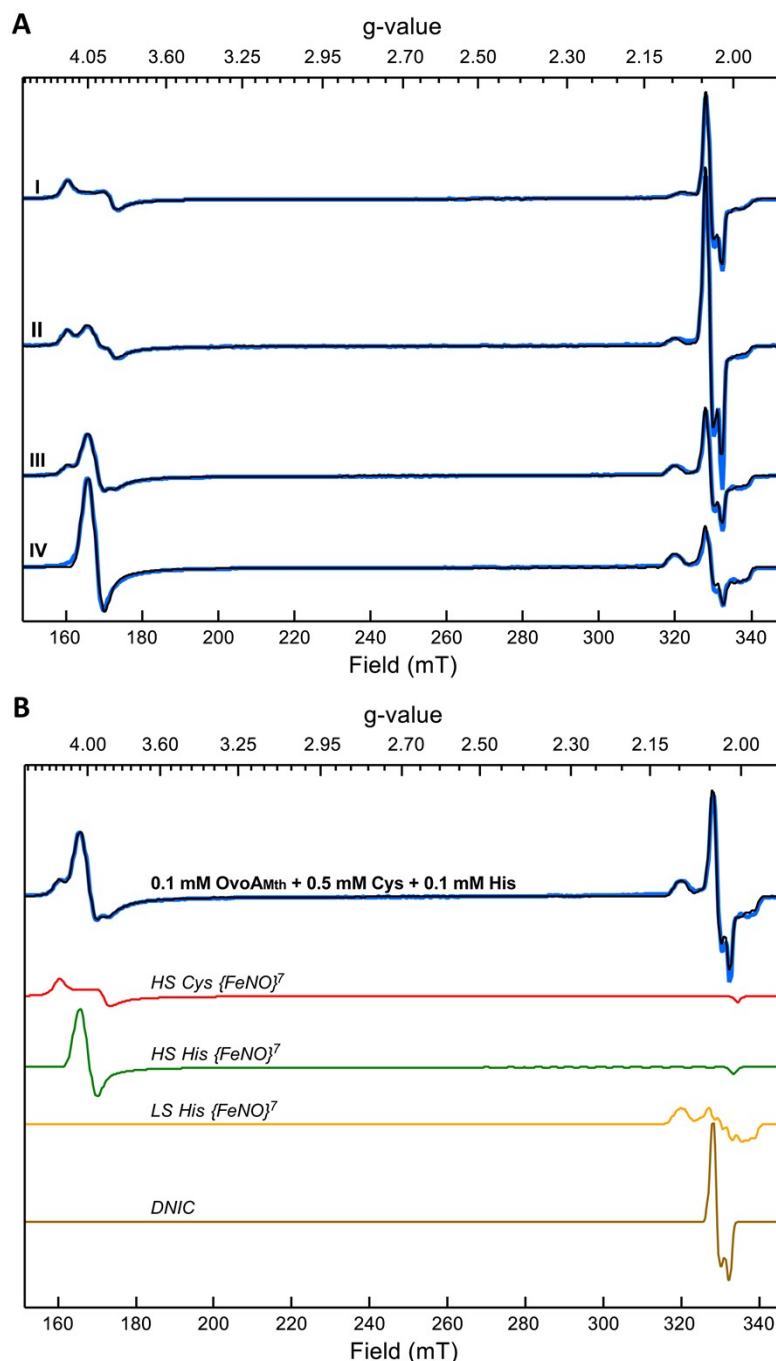 A
g-value
4.05 3.60 3.25 2.95 2.70 2.50 2.30 2.15 2.00
I
II
III
IV
160 180 200 220 240 260 280 300 320 340
Field (mT)
B
g-value
4.00 3.60 3.25 2.95 2.70 2.50 2.30 2.15 2.00
0.1 mM OvoAMth + 0.5 mM Cys + 0.1 mM His
HS Cys {FeNO}⁷
HS His {FeNO}⁷
LS His {FeNO}⁷
DNIC
160 180 200 220 240 260 280 300 320 340
Field (mT)